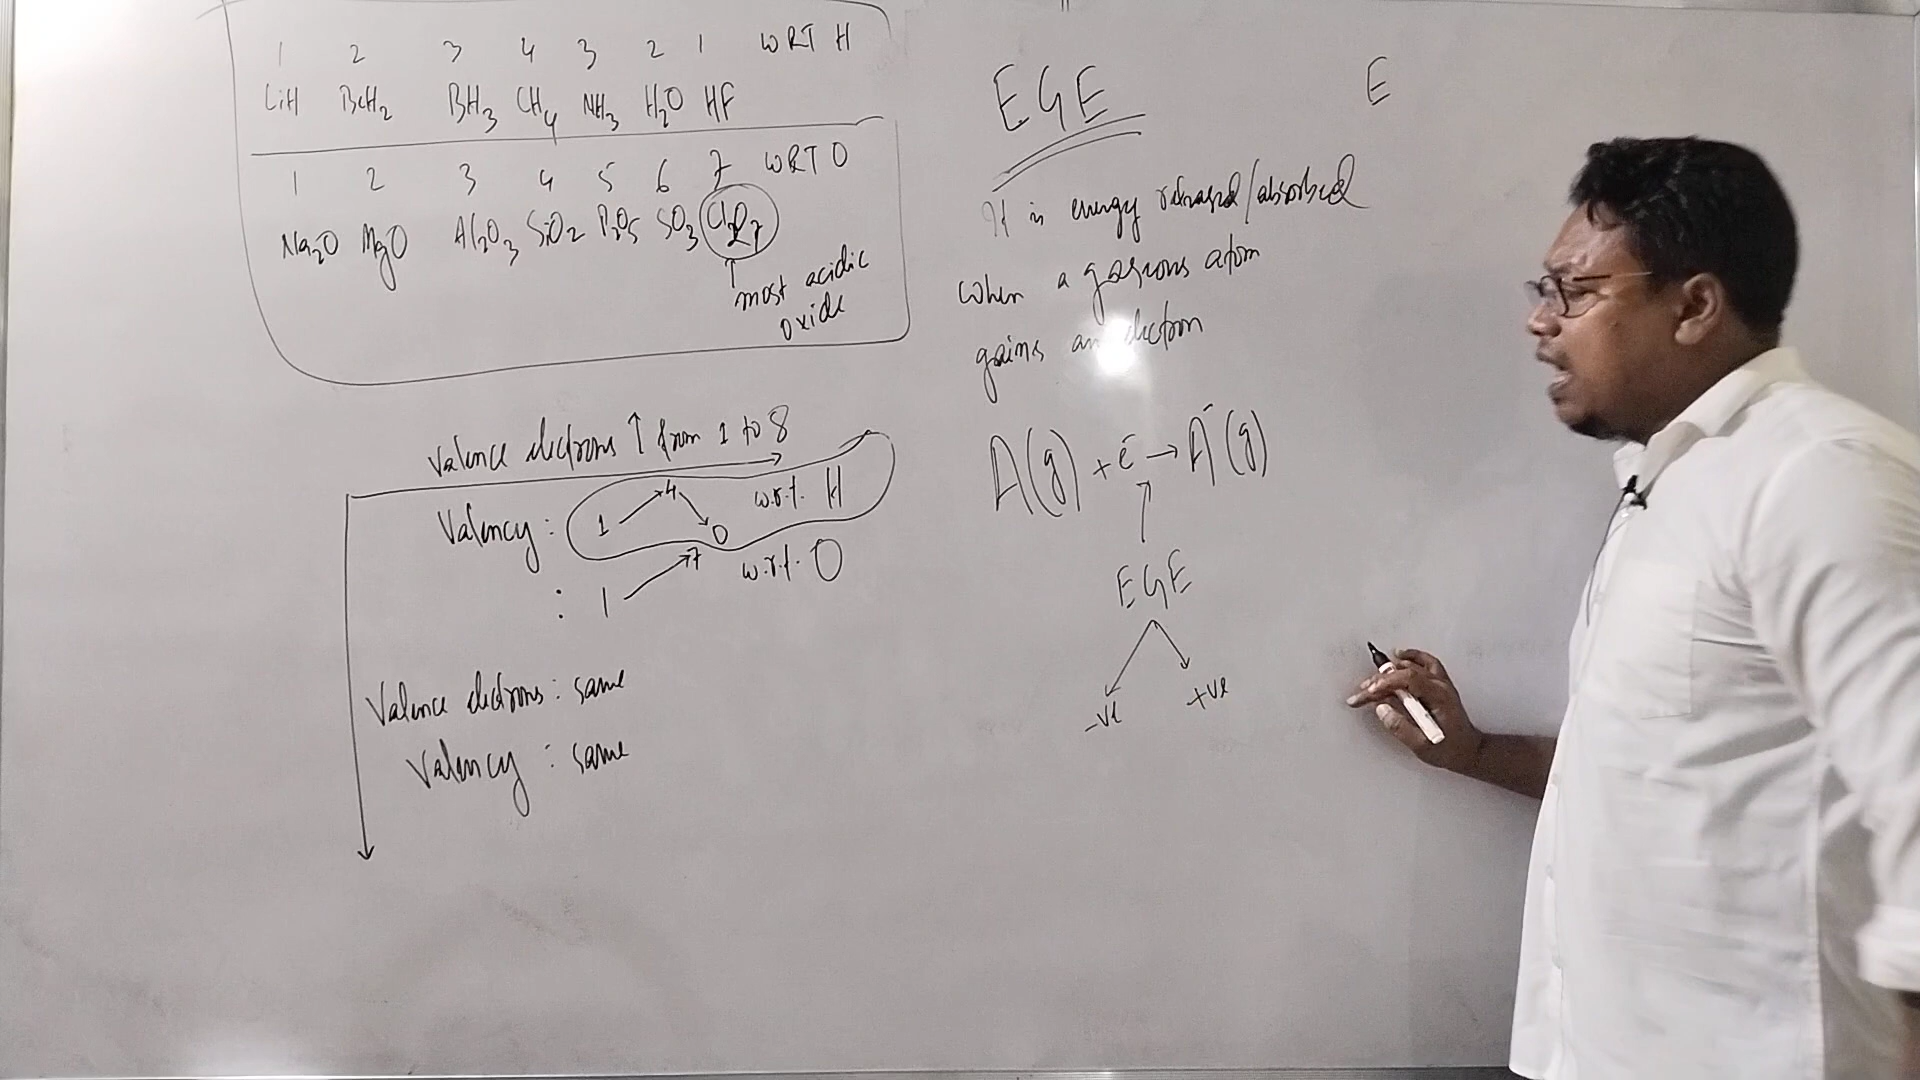 1 2 3 4 3 2 1 WRT H
LiH BeH2 BH3 CH4 NH3 H2O HF
1 2 3 4 5 6 7 WRT O
Na2O MgO Al2O3 SiO2 P2O5 SO3 Cl2O7
↑
most acidic
oxide
Valence electrons ↑ from 1 to 8
Valency : 1 → 4 → 0 w.r.t. H
: 1 → 7 w.r.t. O
Valence electrons : same
Valency : same
EGE
It is energy released/absorbed
when a gaseous atom
gains an electron
A(g) + e⁻ → A⁻(g)
↑
EGE
-ve +ve
E